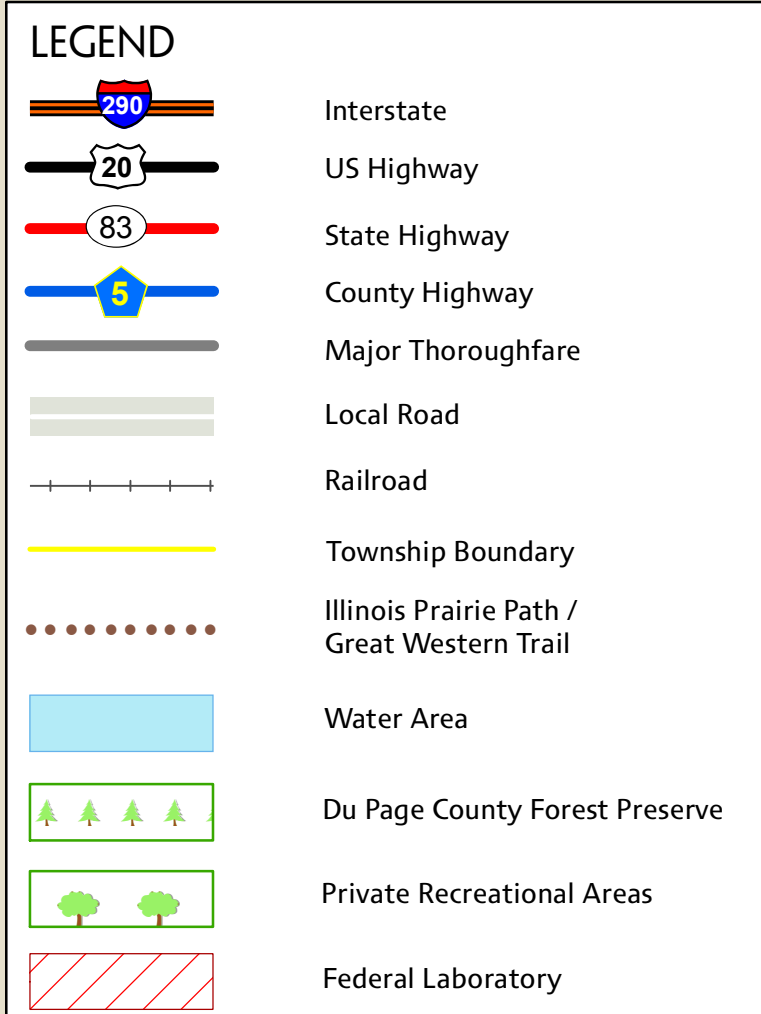 LEGEND
290 Interstate
20 US Highway
83 State Highway
5 County Highway
Major Thoroughfare
Local Road
Railroad
Township Boundary
Illinois Prairie Path /
Great Western Trail
Water Area
Du Page County Forest Preserve
Private Recreational Areas
Federal Laboratory